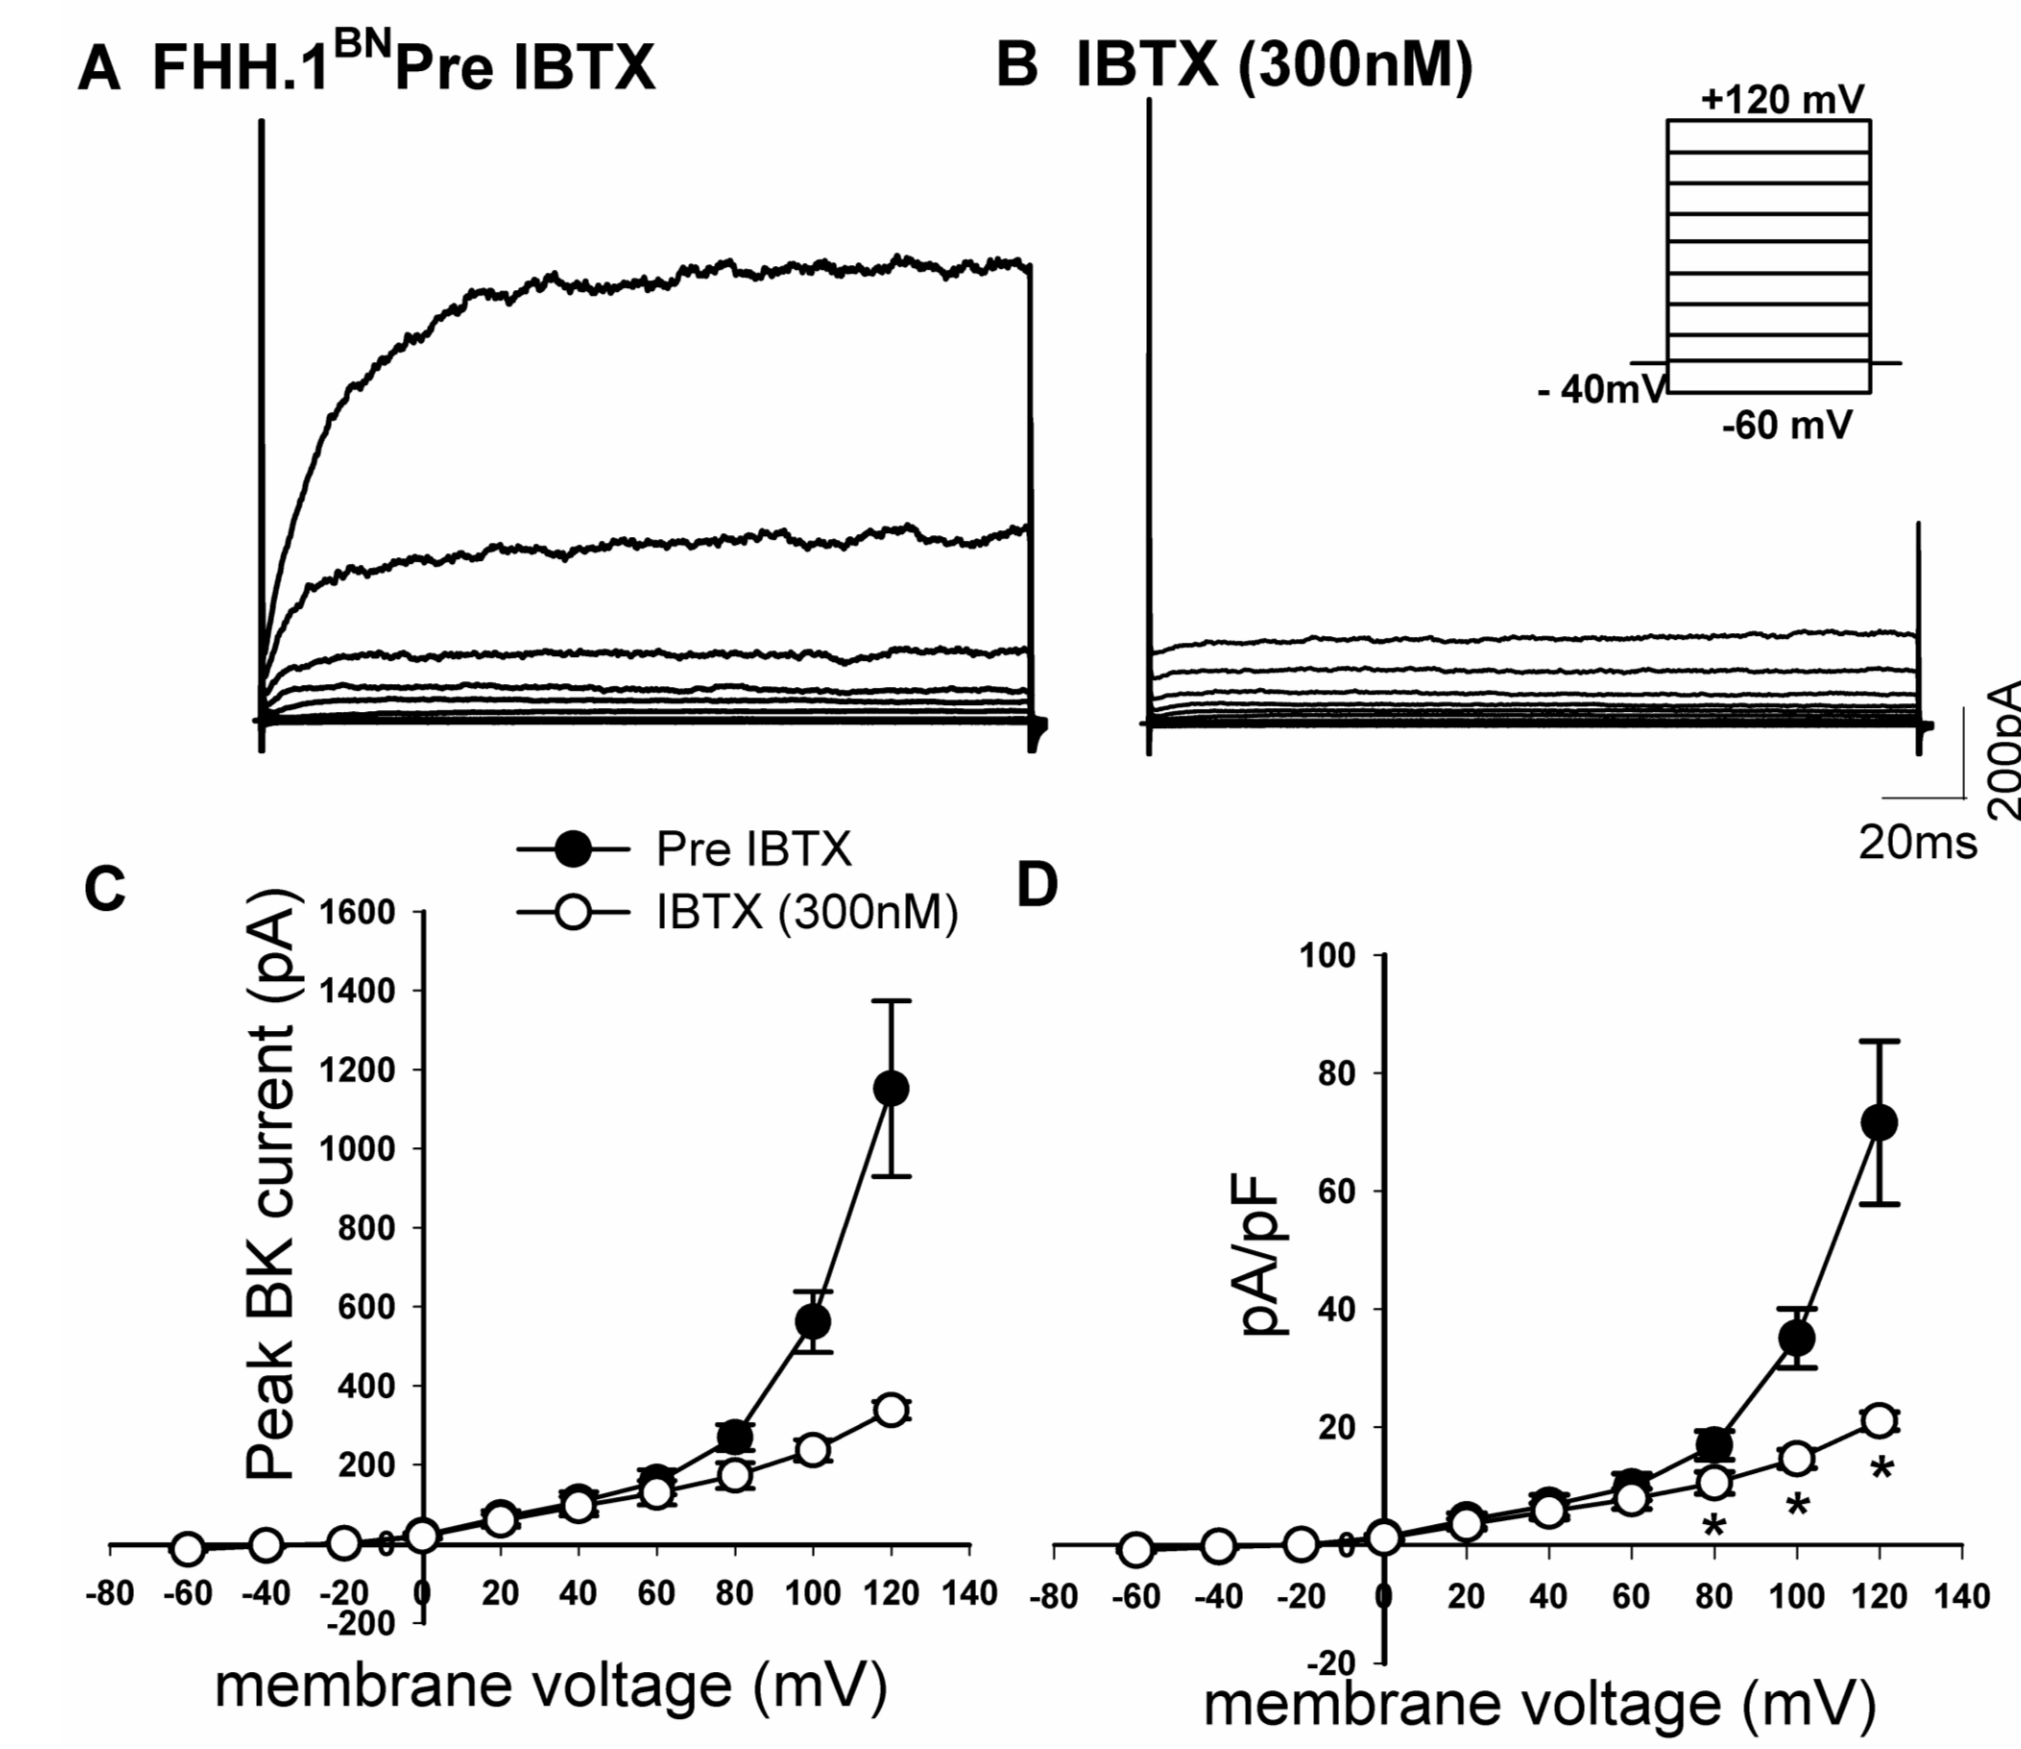 A FHH.1BNPre IBTX
B IBTX (300nM)
+120 mV
- 40mV
-60 mV
200pA
20ms
Pre IBTX
IBTX (300nM)
C
Peak BK current (pA)
1600
1400
1200
1000
800
600
400
200
0
-200
-80 -60 -40 -20 0 20 40 60 80 100 120 140
membrane voltage (mV)
D
pA/pF
100
80
60
40
20
0
-20
* * *
-80 -60 -40 -20 0 20 40 60 80 100 120 140
membrane voltage (mV)